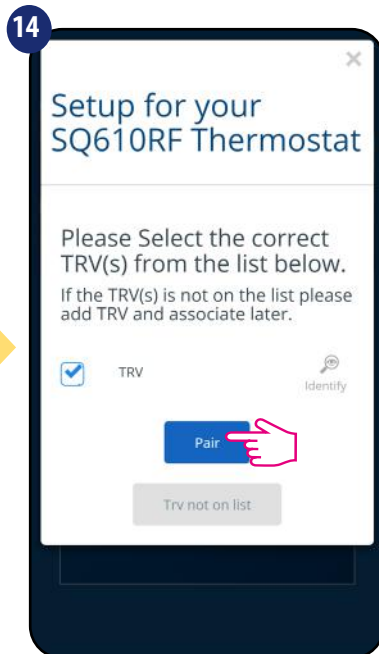 14
×
Setup for your
SQ610RF Thermostat
Please Select the correct
TRV(s) from the list below.
If the TRV(s) is not on the list please
add TRV and associate later.
TRV
Identify
Pair
Trv not on list